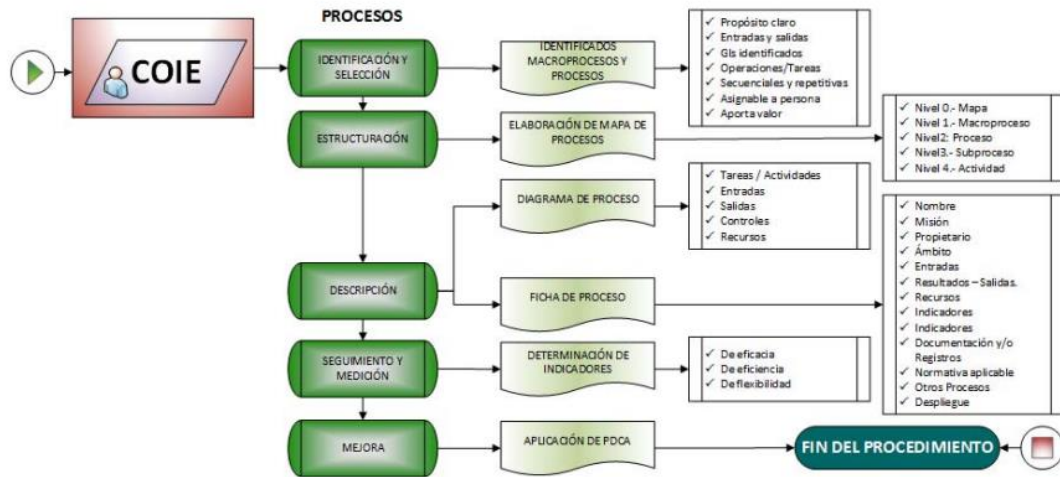 PROCESOS
COIE
IDENTIFICACIÓN Y
SELECCIÓN
IDENTIFICADOS
MACROPROCESOS Y
PROCESOS
✓ Propósito claro
✓ Entradas y salidas
✓ GIs identificados
✓ Operaciones/Tareas
✓ Secuenciales y repetitivas
✓ Asignable a persona
✓ Aporta valor
ESTRUCTURACIÓN
ELABORACIÓN DE MAPA DE
PROCESOS
✓ Nivel 0.- Mapa
✓ Nivel 1.- Macroproceso
✓ Nivel2: Proceso
✓ Nivel3.- Subproceso
✓ Nivel 4.- Actividad
DIAGRAMA DE PROCESO
✓ Tareas / Actividades
✓ Entradas
✓ Salidas
✓ Controles
✓ Recursos
DESCRIPCIÓN
FICHA DE PROCESO
✓ Nombre
✓ Misión
✓ Propietario
✓ Ámbito
✓ Entradas
✓ Resultados – Salidas.
✓ Recursos
✓ Indicadores
✓ Indicadores
✓ Documentación y/o
Registros
✓ Normativa aplicable
✓ Otros Procesos
✓ Despliegue
SEGUIMIENTO Y
MEDICIÓN
DETERMINACIÓN DE
INDICADORES
✓ De eficacia
✓ De eficiencia
✓ De flexibilidad
MEJORA
APLICACIÓN DE PDCA
FIN DEL PROCEDIMIENTO